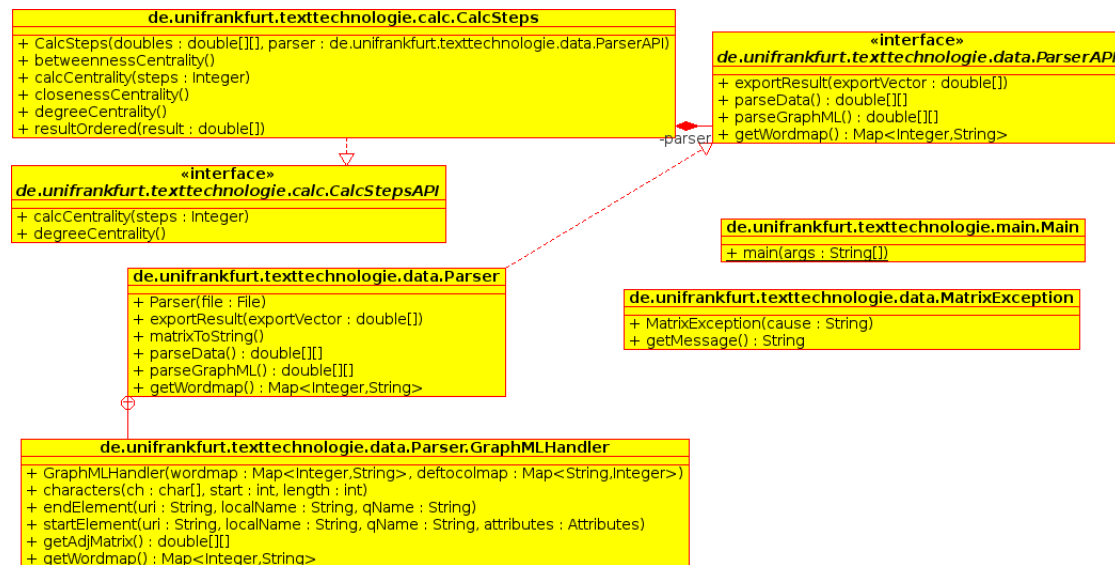 de.unifrankfurt.texttechnologie.calc.CalcSteps
+ CalcSteps(doubles : double[][], parser : de.unifrankfurt.texttechnologie.data.ParserAPI)
+ betweennessCentrality()
+ calcCentrality(steps : Integer)
+ closenessCentrality()
+ degreeCentrality()
+ resultOrdered(result : double[])
«interface»
de.unifrankfurt.texttechnologie.data.ParserAPI
+ exportResult(exportVector : double[])
+ parseData() : double[][]
+ parseGraphML() : double[][]
+ getWordmap() : Map<Integer,String>
-parser
«interface»
de.unifrankfurt.texttechnologie.calc.CalcStepsAPI
+ calcCentrality(steps : Integer)
+ degreeCentrality()
de.unifrankfurt.texttechnologie.main.Main
+ main(args : String[])
de.unifrankfurt.texttechnologie.data.Parser
+ Parser(file : File)
+ exportResult(exportVector : double[])
+ matrixToString()
+ parseData() : double[][]
+ parseGraphML() : double[][]
+ getWordmap() : Map<Integer,String>
de.unifrankfurt.texttechnologie.data.MatrixException
+ MatrixException(cause : String)
+ getMessage() : String
de.unifrankfurt.texttechnologie.data.Parser.GraphMLHandler
+ GraphMLHandler(wordmap : Map<Integer,String>, deftocolmap : Map<String,Integer>)
+ characters(ch : char[], start : int, length : int)
+ endElement(uri : String, localName : String, qName : String)
+ startElement(uri : String, localName : String, qName : String, attributes : Attributes)
+ getAdjMatrix() : double[][]
+ getWordmap() : Map<Integer,String>